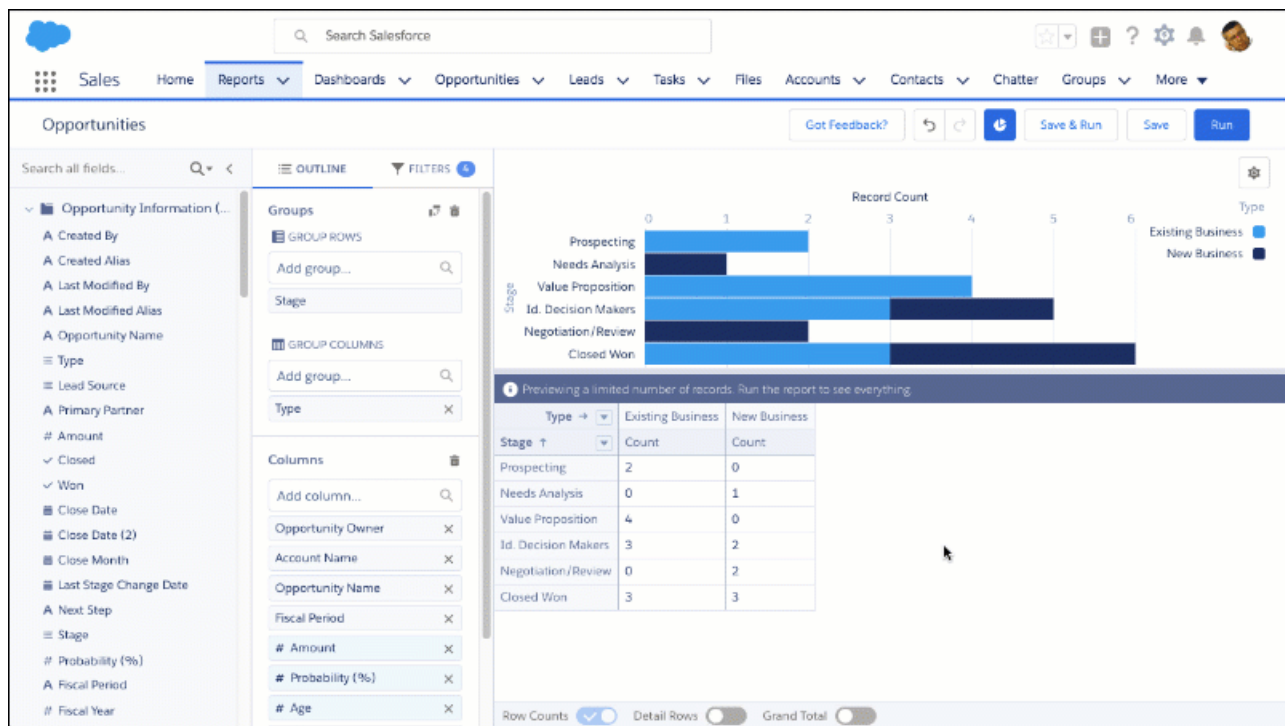 Search Salesforce
Sales Home Reports Dashboards Opportunities Leads Tasks Files Accounts Contacts Chatter Groups More
Opportunities
Got Feedback? Save & Run Save Run
Search all fields...
Opportunity Information (...
Created By
Created Alias
Last Modified By
Last Modified Alias
Opportunity Name
Type
Lead Source
Primary Partner
# Amount
Closed
Won
Close Date
Close Date (2)
Close Month
Last Stage Change Date
Next Step
Stage
# Probability (%)
Fiscal Period
# Fiscal Year
OUTLINE FILTERS 4
Groups
GROUP ROWS
Add group...
Stage
GROUP COLUMNS
Add group...
Type
Columns
Add column...
Opportunity Owner
Account Name
Opportunity Name
Fiscal Period
# Amount
# Probability (%)
# Age
Record Count
0 1 2 3 4 5 6
Stage
Prospecting
Needs Analysis
Value Proposition
Id. Decision Makers
Negotiation/Review
Closed Won
Type
Existing Business
New Business
Previewing a limited number of records. Run the report to see everything.
Type → Existing Business New Business
Stage ↑ Count Count
Prospecting 2 0
Needs Analysis 0 1
Value Proposition 4 0
Id. Decision Makers 3 2
Negotiation/Review 0 2
Closed Won 3 3
Row Counts Detail Rows Grand Total